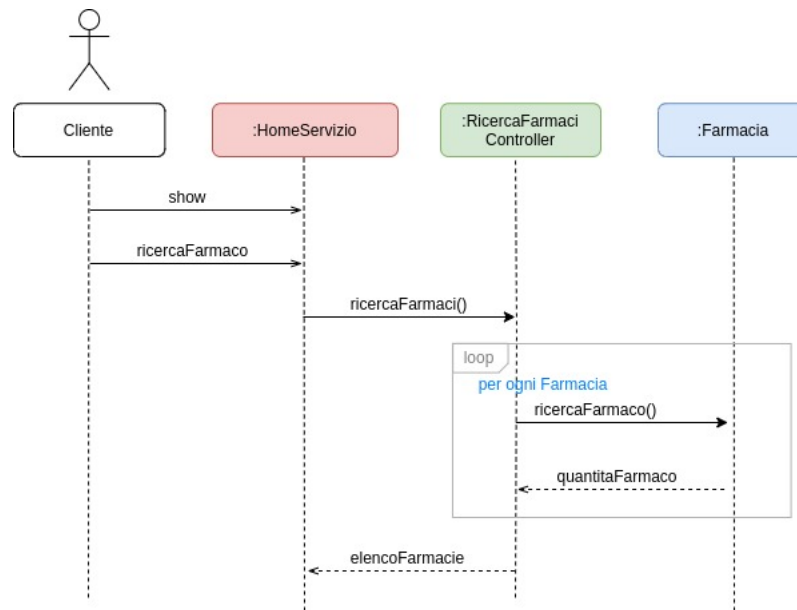 Cliente
:HomeServizio
:RicercaFarmaci
Controller
:Farmacia
show
ricercaFarmaco
ricercaFarmaci()
loop
per ogni Farmacia
ricercaFarmaco()
quantitaFarmaco
elencoFarmacie